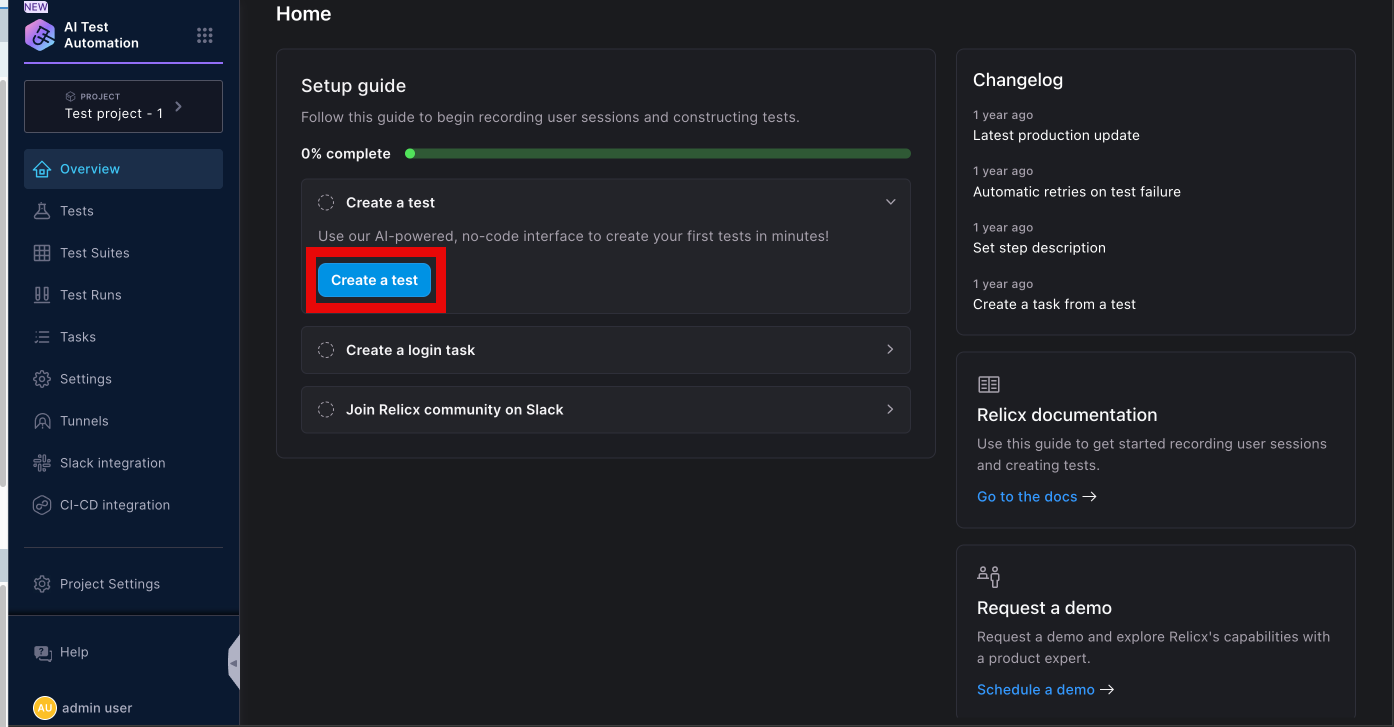 NEW
AI Test
Automation
PROJECT
Test project - 1
Overview
Tests
Test Suites
Test Runs
Tasks
Settings
Tunnels
Slack integration
CI-CD integration
Project Settings
Help
AU admin user
Home
Setup guide
Follow this guide to begin recording user sessions and constructing tests.
0% complete
Create a test
Use our AI-powered, no-code interface to create your first tests in minutes!
Create a test
Create a login task
Join Relicx community on Slack
Changelog
1 year ago
Latest production update
1 year ago
Automatic retries on test failure
1 year ago
Set step description
1 year ago
Create a task from a test
Relicx documentation
Use this guide to get started recording user sessions
and creating tests.
Go to the docs
Request a demo
Request a demo and explore Relicx's capabilities with
a product expert.
Schedule a demo